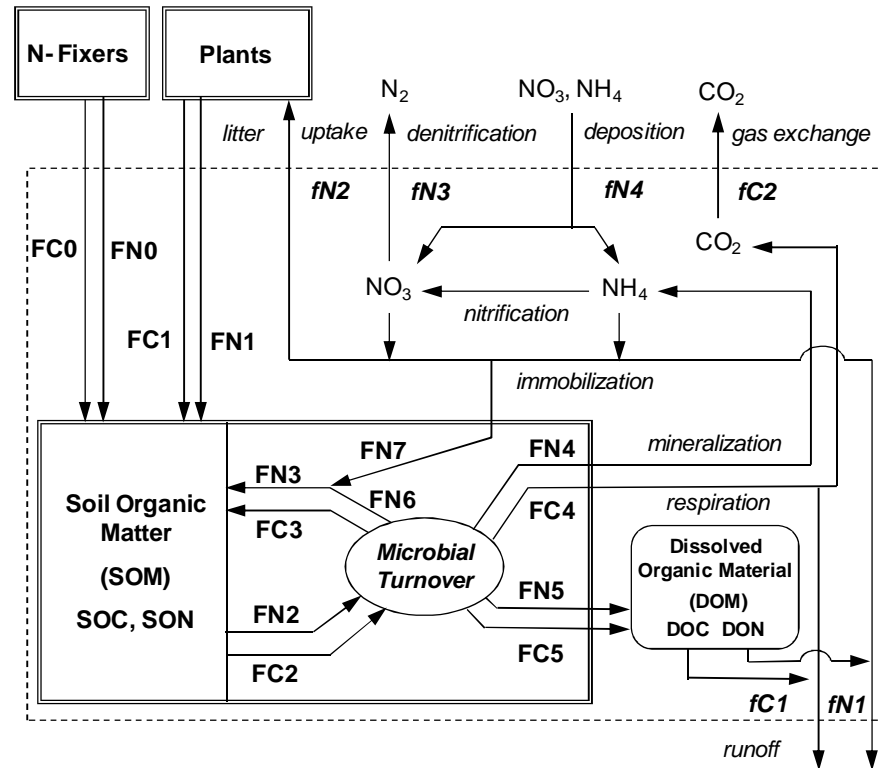 N- Fixers
Plants
N2
NO3, NH4
CO2
litter
uptake
denitrification
deposition
gas exchange
fN2
fN3
fN4
fC2
FC0
FN0
CO2
NO3
NH4
nitrification
FC1
FN1
immobilization
FN7
FN4
mineralization
FN3
FN6
FC4
respiration
FC3
Soil Organic
Matter
(SOM)
SOC, SON
Microbial
Turnover
Dissolved
Organic Material
(DOM)
DOC DON
FN5
FN2
FC5
FC2
fC1
fN1
runoff